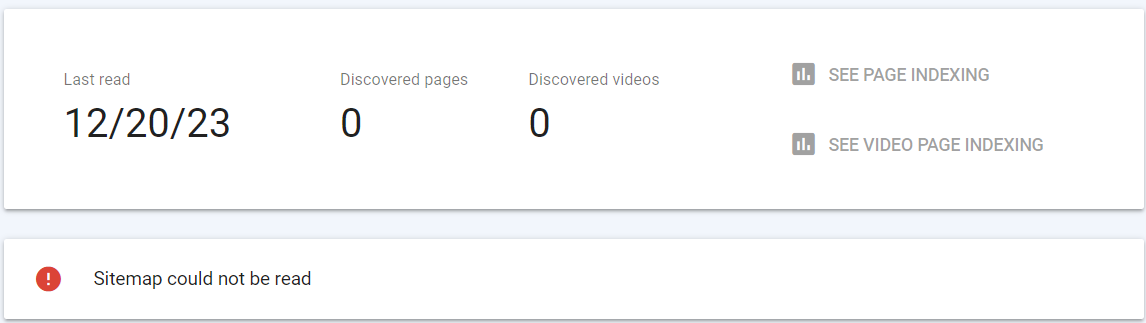 Last read
12/20/23
Discovered pages
0
Discovered videos
0
SEE PAGE INDEXING
SEE VIDEO PAGE INDEXING
Sitemap could not be read